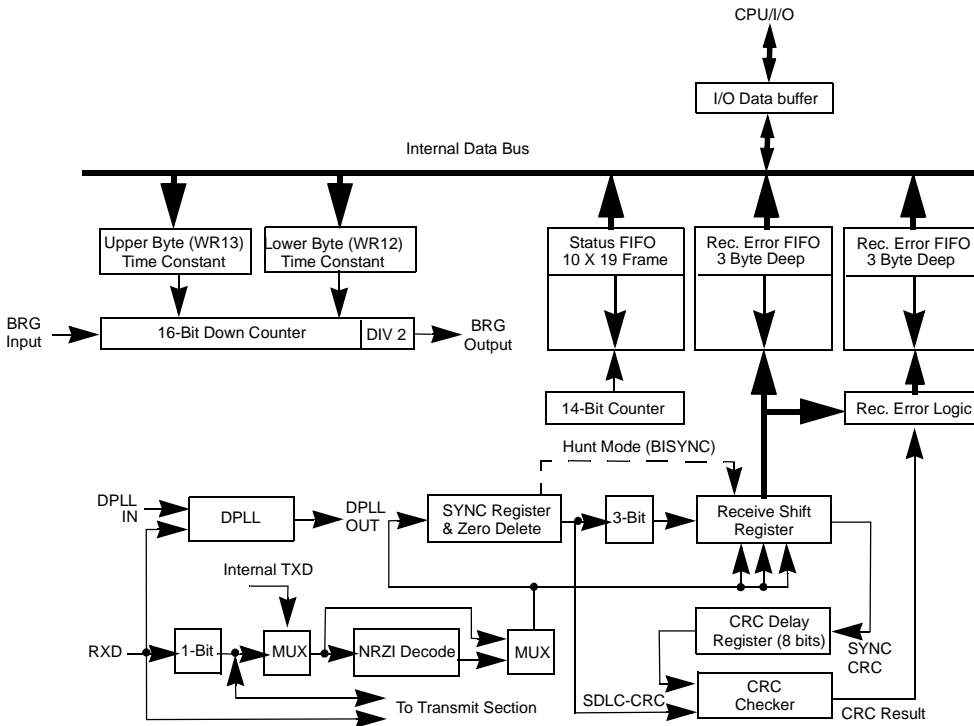 CPU/I/O
I/O Data buffer
Internal Data Bus
Upper Byte (WR13)
Time Constant
Lower Byte (WR12)
Time Constant
Status FIFO
10 X 19 Frame
Rec. Error FIFO
3 Byte Deep
Rec. Error FIFO
3 Byte Deep
BRG
Input
16-Bit Down Counter
DIV 2
BRG
Output
14-Bit Counter
Rec. Error Logic
Hunt Mode (BISYNC)
DPLL
IN
DPLL
DPLL
OUT
SYNC Register
& Zero Delete
3-Bit
Receive Shift
Register
Internal TXD
RXD
1-Bit
MUX
NRZI Decode
MUX
CRC Delay
Register (8 bits)
SYNC
CRC
To Transmit Section
SDLC-CRC
CRC
Checker
CRC Result